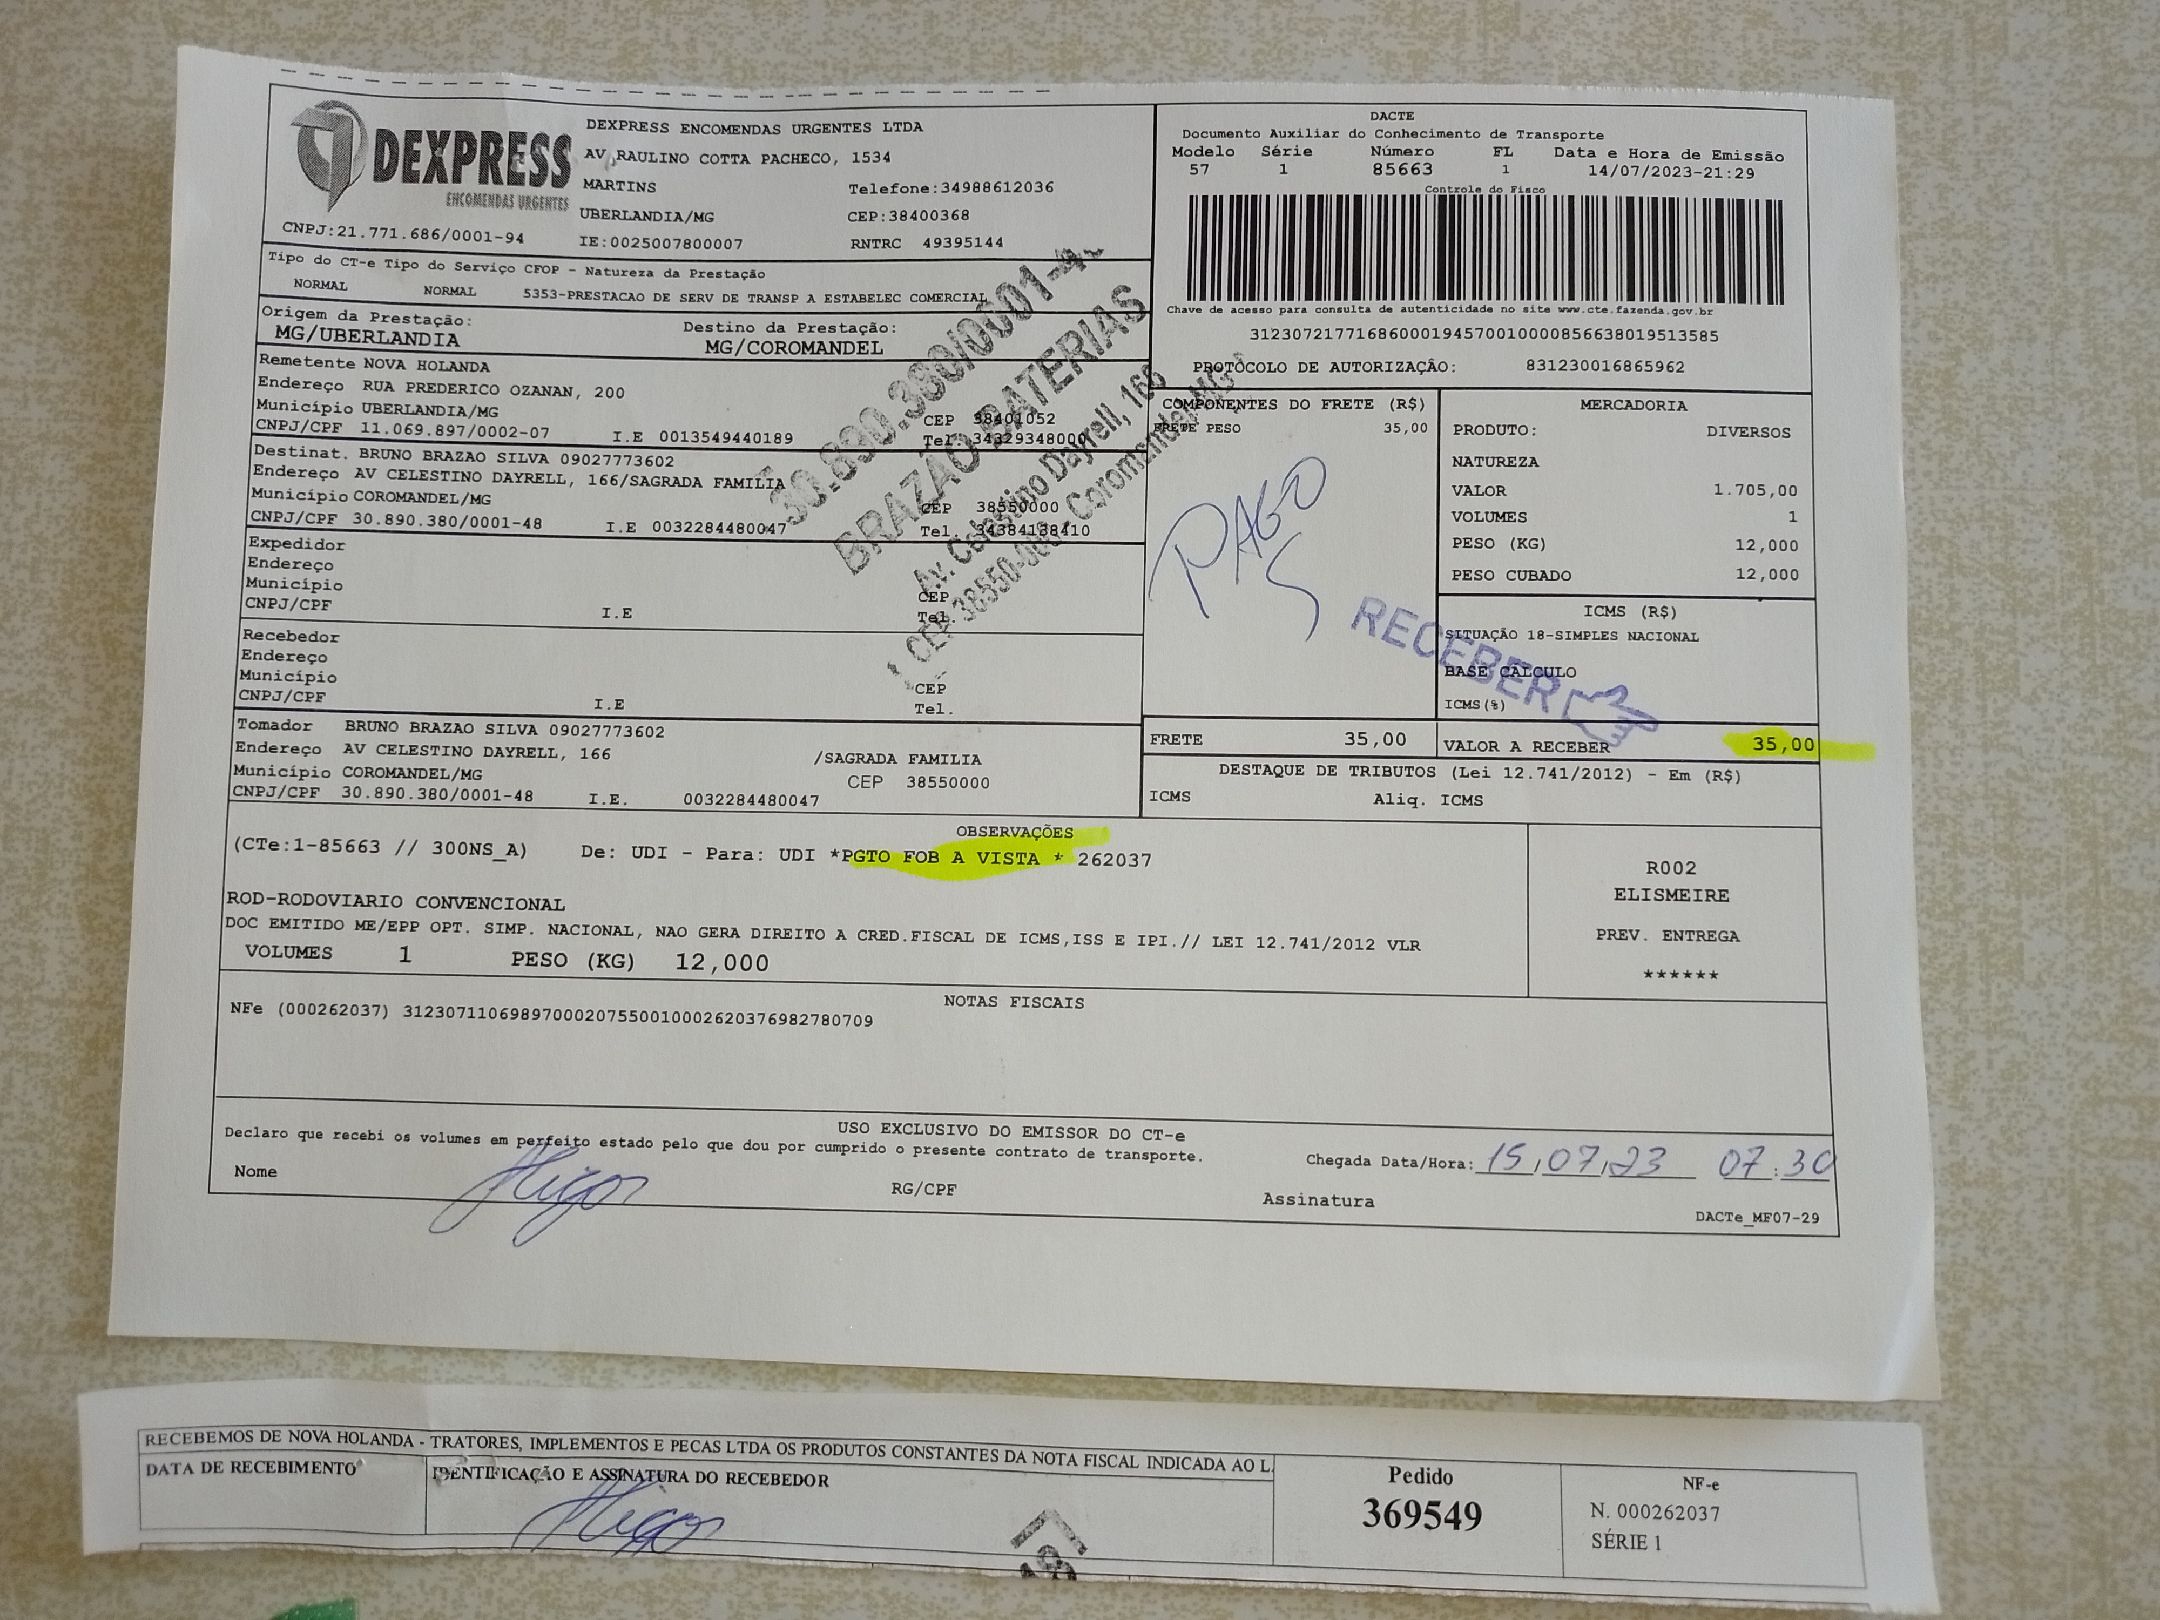 DEXPRESS
ENCOMENDAS URGENTES
CNPJ:21.771.686/0001-94
DEXPRESS ENCOMENDAS URGENTES LTDA
AV RAULINO COTTA PACHECO, 1534
MARTINS Telefone:34988612036
UBERLANDIA/MG CEP:38400368
IE:0025007800007 RNTRC 49395144
DACTE
Documento Auxiliar do Conhecimento de Transporte
Modelo Série Número FL Data e Hora de Emissão
57 1 85663 1 14/07/2023-21:29
Controle do Fisco
Chave de acesso para consulta de autenticidade no site www.cte.fazenda.gov.br
31230721771686000194570010000856638019513585
PROTOCOLO DE AUTORIZAÇÃO: 831230016865962
Tipo do CT-e Tipo do Serviço CFOP - Natureza da Prestação
NORMAL NORMAL 5353-PRESTACAO DE SERV DE TRANSP A ESTABELEC COMERCIAL
Origem da Prestação: Destino da Prestação:
MG/UBERLANDIA MG/COROMANDEL
Remetente NOVA HOLANDA
Endereço RUA PREDERICO OZANAN, 200
Município UBERLANDIA/MG CEP 38401052
CNPJ/CPF 11.069.897/0002-07 I.E 0013549440189 Tel. 34329348000
Destinat. BRUNO BRAZAO SILVA 09027773602
Endereço AV CELESTINO DAYRELL, 166/SAGRADA FAMILIA
Município COROMANDEL/MG CEP 38550000
CNPJ/CPF 30.890.380/0001-48 I.E 0032284480047 Tel. 34384138410
Expedidor
Endereço
Município CEP
CNPJ/CPF I.E Tel.
Recebedor
Endereço
Município CEP
CNPJ/CPF I.E Tel.
Tomador BRUNO BRAZAO SILVA 09027773602
Endereço AV CELESTINO DAYRELL, 166 /SAGRADA FAMILIA
Município COROMANDEL/MG CEP 38550000
CNPJ/CPF 30.890.380/0001-48 I.E. 0032284480047
BRAZÃO BATERIAS
Av. Celestino Dayrell, 166
Coromandel-MG
COMPONENTES DO FRETE (R$)
FRETE PESO 35,00
PAGO
RECEBER
MERCADORIA
PRODUTO: DIVERSOS
NATUREZA
VALOR 1.705,00
VOLUMES 1
PESO (KG) 12,000
PESO CUBADO 12,000
ICMS (R$)
SITUAÇÃO 18-SIMPLES NACIONAL
BASE CALCULO
ICMS(%)
FRETE 35,00 VALOR A RECEBER 35,00
DESTAQUE DE TRIBUTOS (Lei 12.741/2012) - Em (R$)
ICMS Aliq. ICMS
OBSERVAÇÕES
(CTe:1-85663 // 300NS_A) De: UDI - Para: UDI *PGTO FOB A VISTA * 262037
ROD-RODOVIARIO CONVENCIONAL
DOC EMITIDO ME/EPP OPT. SIMP. NACIONAL, NAO GERA DIREITO A CRED.FISCAL DE ICMS,ISS E IPI.// LEI 12.741/2012 VLR
VOLUMES 1 PESO (KG) 12,000
R002
ELISMEIRE
PREV. ENTREGA
******
NOTAS FISCAIS
NFe (000262037) 31230711069897000207550010002620376982780709
USO EXCLUSIVO DO EMISSOR DO CT-e
Declaro que recebi os volumes em perfeito estado pelo que dou por cumprido o presente contrato de transporte.
Chegada Data/Hora: 15/07/23 07:30
Nome RG/CPF Assinatura
DACTe_MF07-29
RECEBEMOS DE NOVA HOLANDA - TRATORES, IMPLEMENTOS E PECAS LTDA OS PRODUTOS CONSTANTES DA NOTA FISCAL INDICADA AO L
DATA DE RECEBIMENTO IDENTIFICAÇÃO E ASSINATURA DO RECEBEDOR
Pedido
369549
NF-e
N. 000262037
SÉRIE 1